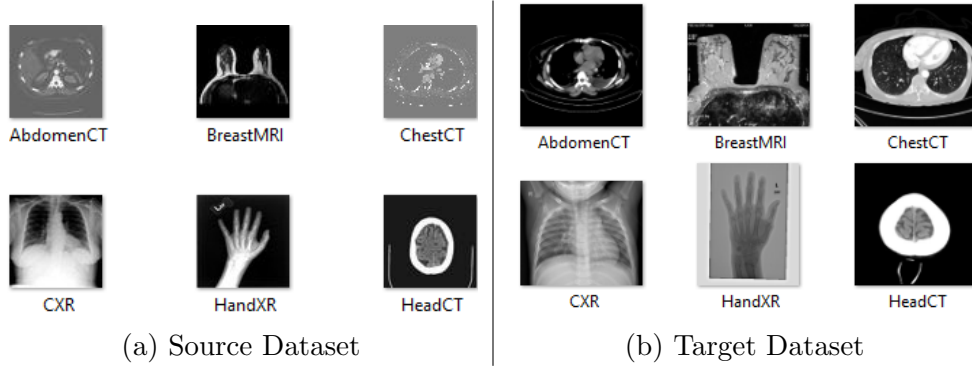 AbdomenCT BreastMRI ChestCT
CXR HandXR HeadCT
(a) Source Dataset
AbdomenCT BreastMRI ChestCT
CXR HandXR HeadCT
(b) Target Dataset